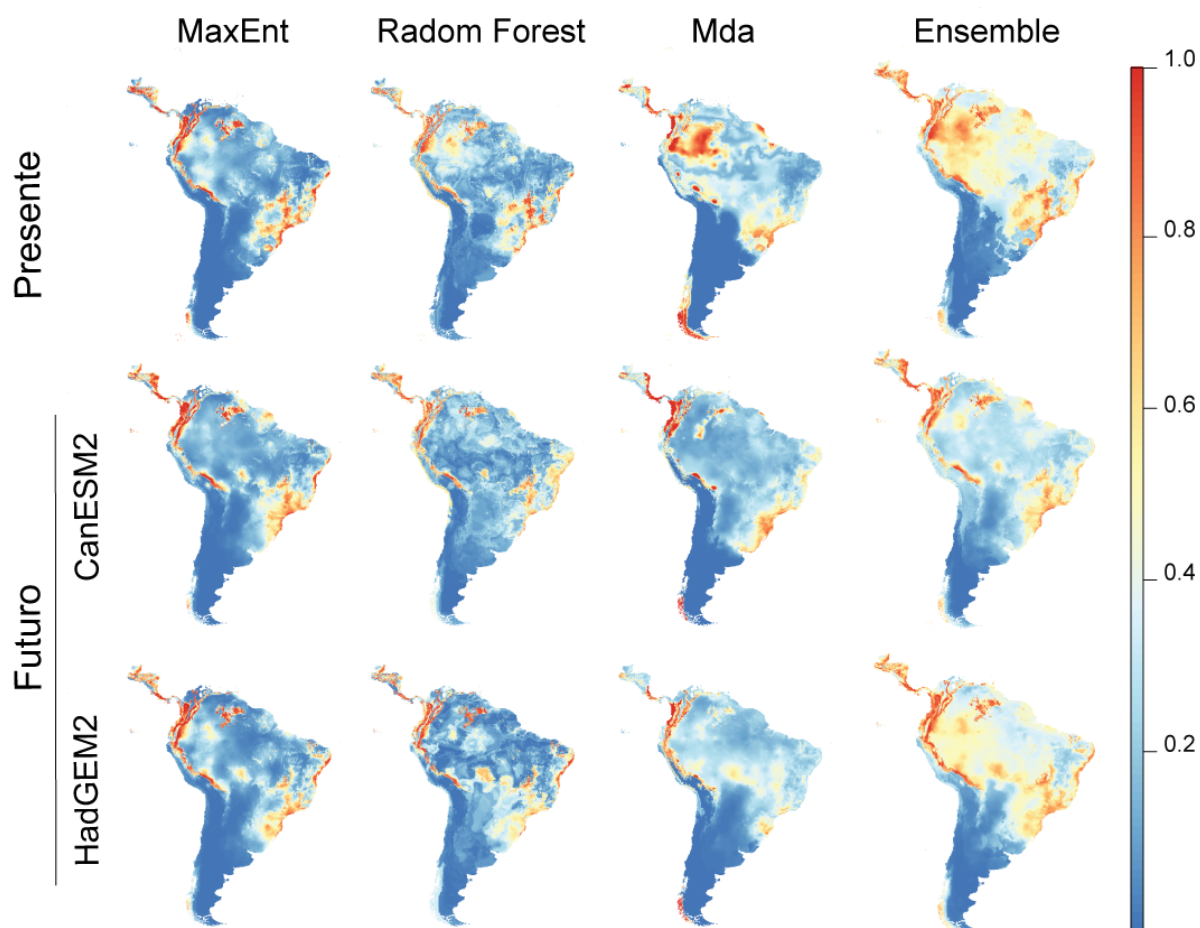 MaxEnt
Radom Forest
Mda
Ensemble
Presente
Futuro
CanESM2
HadGEM2
1.0
0.8
0.6
0.4
0.2